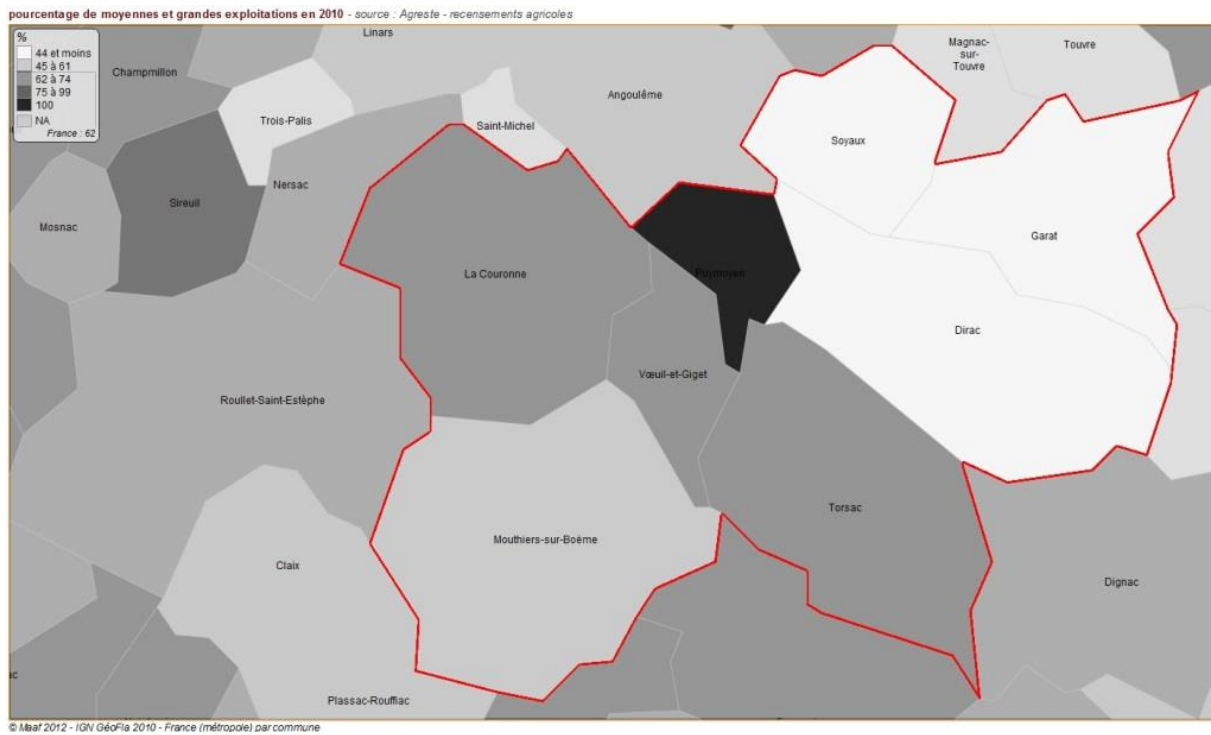 pourcentage de moyennes et grandes exploitations en 2010 - source : Agreste - recensements agricoles
%
44 et moins
45 à 61
62 à 74
75 à 99
100
NA
France : 62
Linars
Champmillon
Magnac-
sur-
Touvre
Touvre
Angoulême
Trois-Palis
Saint-Michel
Soyaux
Nersac
Sireuil
Mosnac
Garat
La Couronne
Puymoyen
Dirac
Vœuil-et-Giget
Roullet-Saint-Estèphe
Torsac
Mouthiers-sur-Boëme
Claix
Dignac
Plassac-Rouffiac
© Maaf 2012 - IGN GéoFla 2010 - France (métropole) par commune